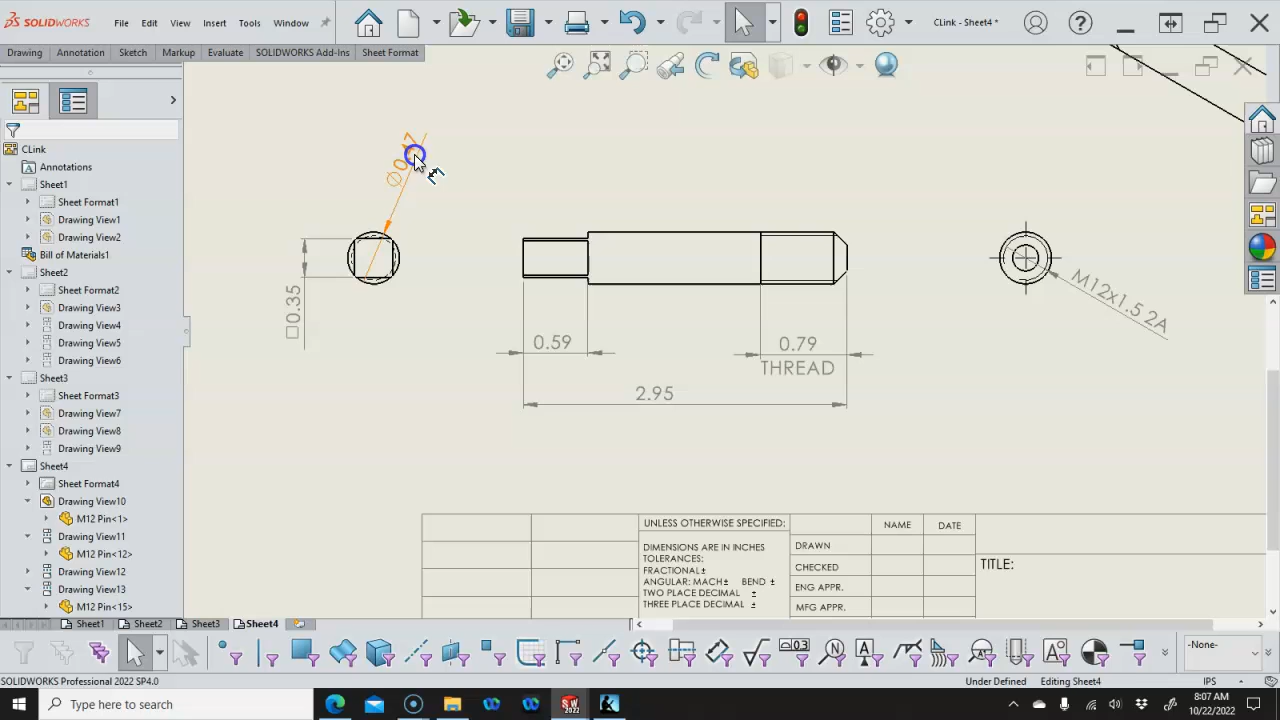 SOLIDWORKS File Edit View Insert Tools Window CLink - Sheet4 *
Drawing Annotation Sketch Markup Evaluate SOLIDWORKS Add-Ins Sheet Format
CLink
Annotations
Sheet1
Sheet Format1
Drawing View1
Drawing View2
Bill of Materials1
Sheet2
Sheet Format2
Drawing View3
Drawing View4
Drawing View5
Drawing View6
Sheet3
Sheet Format3
Drawing View7
Drawing View8
Drawing View9
Sheet4
Sheet Format4
Drawing View10
M12 Pin<1>
Drawing View11
M12 Pin<12>
Drawing View12
Drawing View13
M12 Pin<15>
□0.35
0.59
0.79
THREAD
2.95
M12x1.5 2A
UNLESS OTHERWISE SPECIFIED:
DIMENSIONS ARE IN INCHES
TOLERANCES:
FRACTIONAL±
ANGULAR: MACH± BEND ±
TWO PLACE DECIMAL ±
THREE PLACE DECIMAL ±
NAME DATE
DRAWN
CHECKED
ENG APPR.
MFG APPR.
TITLE:
Sheet1 Sheet2 Sheet3 Sheet4
-None-
SOLIDWORKS Professional 2022 SP4.0 Under Defined Editing Sheet4 IPS
Type here to search
8:07 AM
10/22/2022